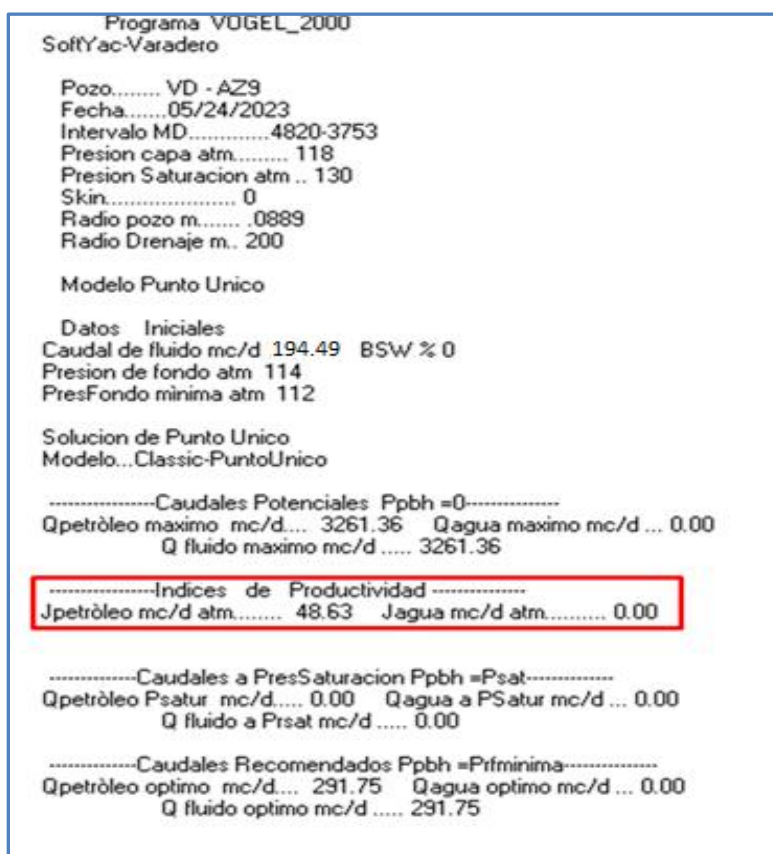 Programa VOGEL_2000
SoftYac-Varadero
Pozo........ VD - AZ9
Fecha.......05/24/2023
Intervalo MD.............4820-3753
Presion capa atm......... 118
Presion Saturacion atm .. 130
Skin...................... 0
Radio pozo m....... .0889
Radio Drenaje m.. 200
Modelo Punto Unico
Datos Iniciales
Caudal de fluido mc/d 194.49 BSW % 0
Presion de fondo atm 114
PresFondo mìnima atm 112
Solucion de Punto Unico
Modelo...Classic-PuntoUnico
-----------------Caudales Potenciales Ppbh =0---------------
Qpetròleo maximo mc/d.... 3261.36 Qagua maximo mc/d ... 0.00
Q fluido maximo mc/d ..... 3261.36
-----------------Indices de Productividad ---------------
Jpetròleo mc/d atm........ 48.63 Jagua mc/d atm.......... 0.00
--------------Caudales a PresSaturacion Ppbh =Psat--------------
Qpetròleo Psatur mc/d..... 0.00 Qagua a PSatur mc/d ... 0.00
Q fluido a Prsat mc/d ..... 0.00
--------------Caudales Recomendados Ppbh =Prfminima---------------
Qpetròleo optimo mc/d.... 291.75 Qagua optimo mc/d ... 0.00
Q fluido optimo mc/d ..... 291.75